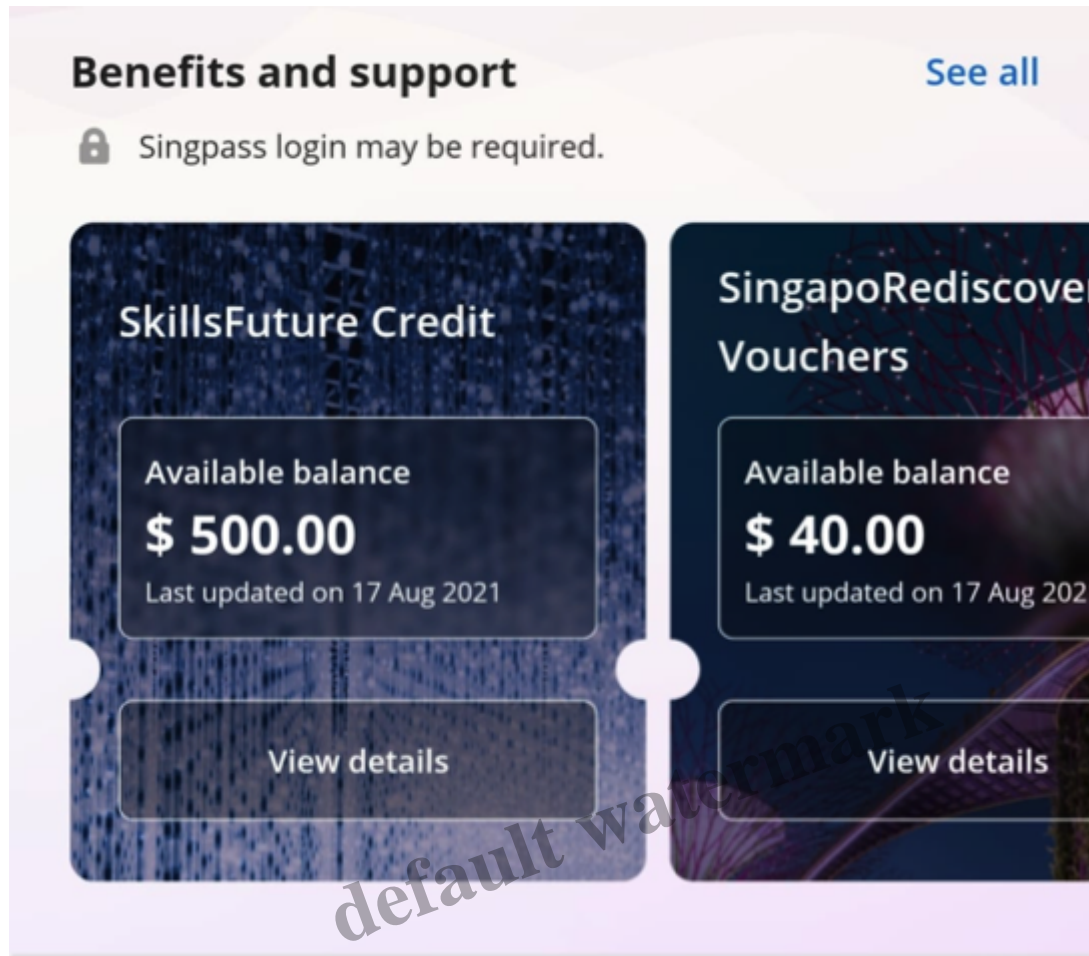 Benefits and support
See all
Singpass login may be required.
SkillsFuture Credit
Available balance
$ 500.00
Last updated on 17 Aug 2021
View details
SingapoRediscove
Vouchers
Available balance
$ 40.00
Last updated on 17 Aug 202
View details
default watermark